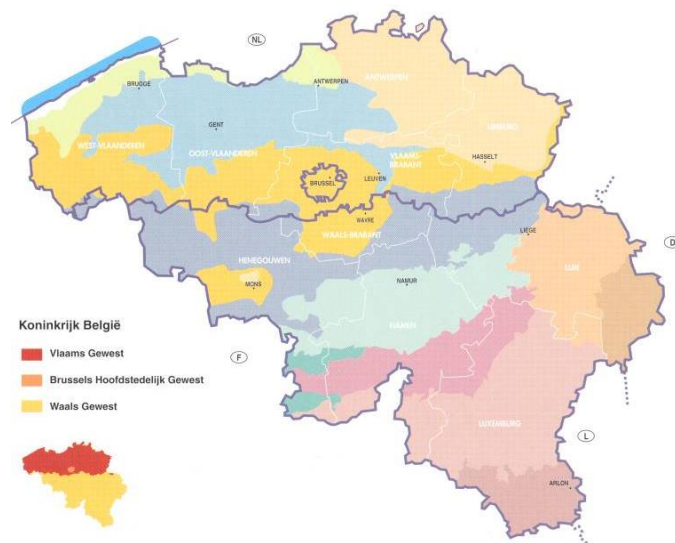 NL
BRUGGE
ANTWERPEN
ANTWERPEN
GENT
LIMBURG
WEST-VLAANDEREN
OOST-VLAANDEREN
VLAAMS-
BRABANT
HASSELT
BRUSSEL
LEUVEN
WAVRE
WAALS-BRABANT
LIEGE
D
HENEGOUWEN
LUIK
MONS
NAMUR
NAMEN
Koninkrijk België
Vlaams Gewest
F
Brussels Hoofdstedelijk Gewest
Waals Gewest
LUXEMBURG
L
ARLON